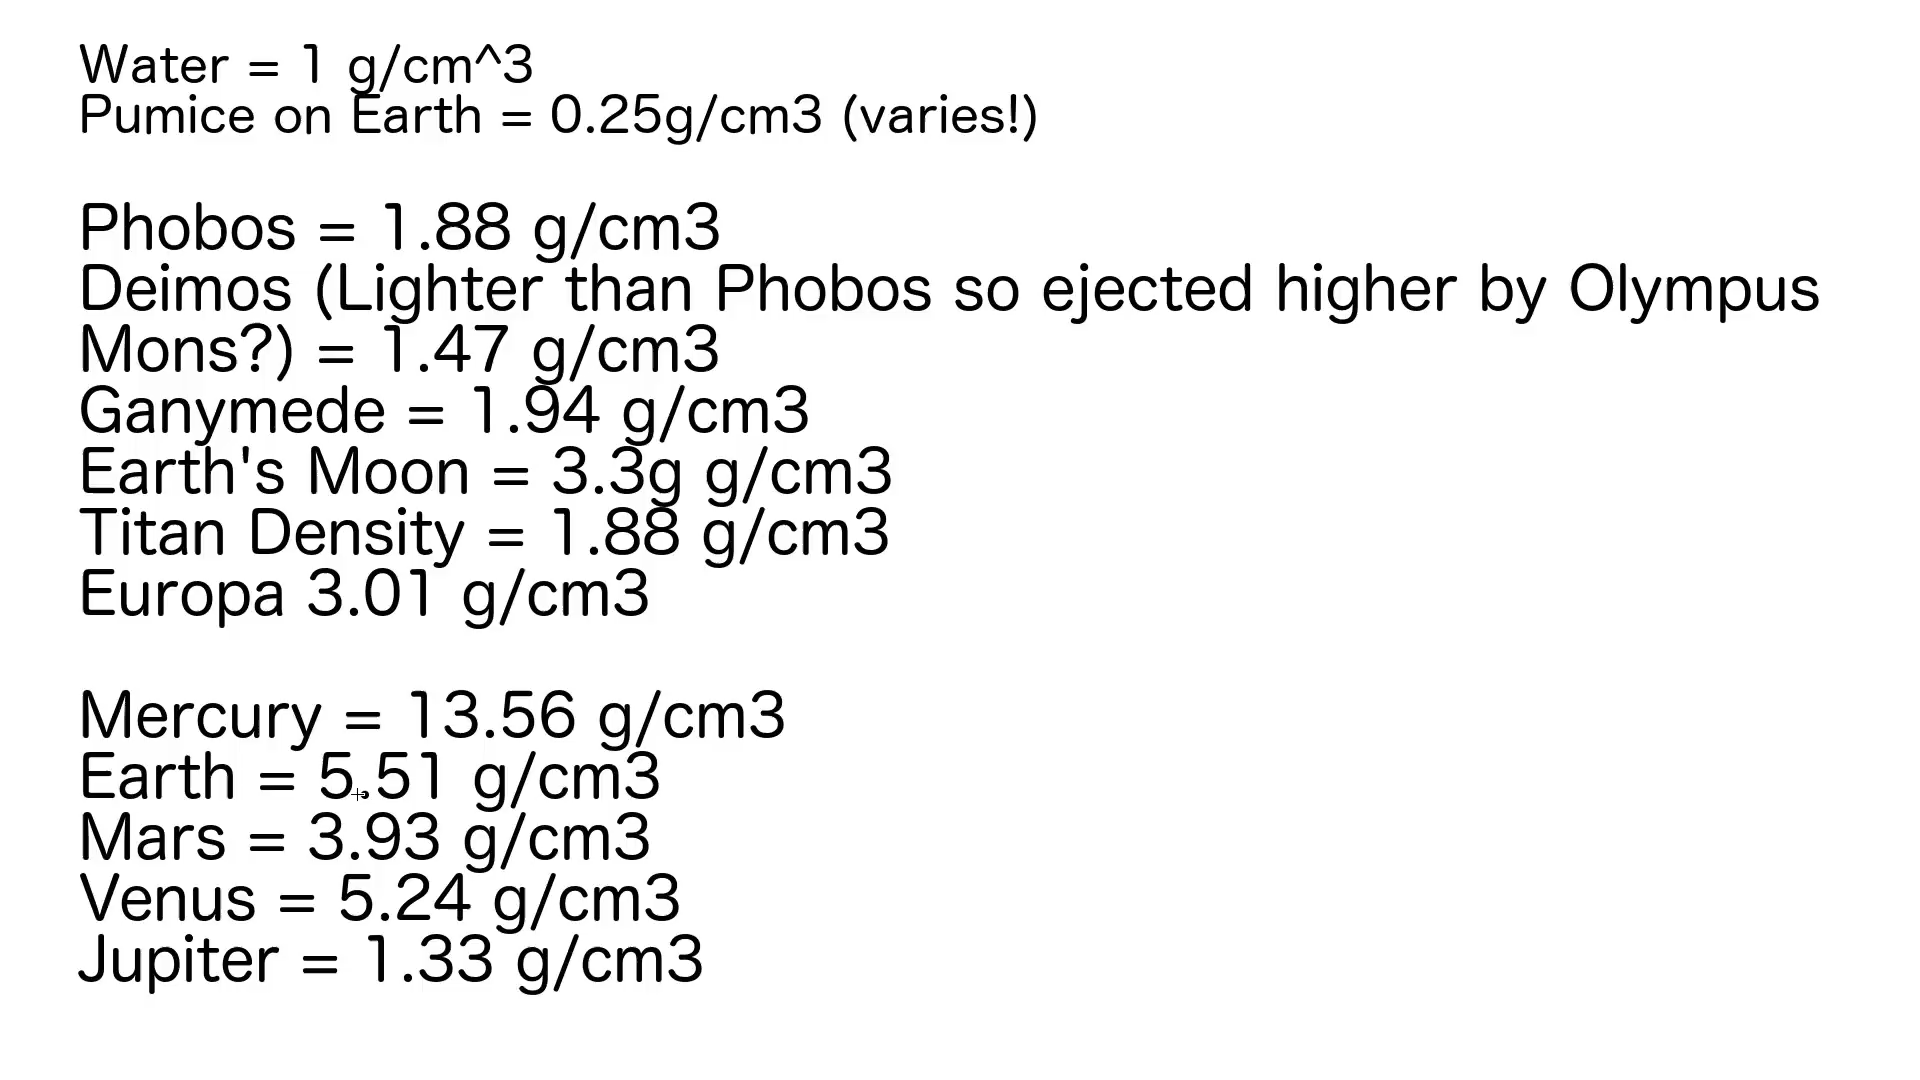 Water = 1 g/cm^3
Pumice on Earth = 0.25g/cm3 (varies!)
Phobos = 1.88 g/cm3
Deimos (Lighter than Phobos so ejected higher by Olympus
Mons?) = 1.47 g/cm3
Ganymede = 1.94 g/cm3
Earth's Moon = 3.3g g/cm3
Titan Density = 1.88 g/cm3
Europa 3.01 g/cm3
Mercury = 13.56 g/cm3
Earth = 5.51 g/cm3
Mars = 3.93 g/cm3
Venus = 5.24 g/cm3
Jupiter = 1.33 g/cm3